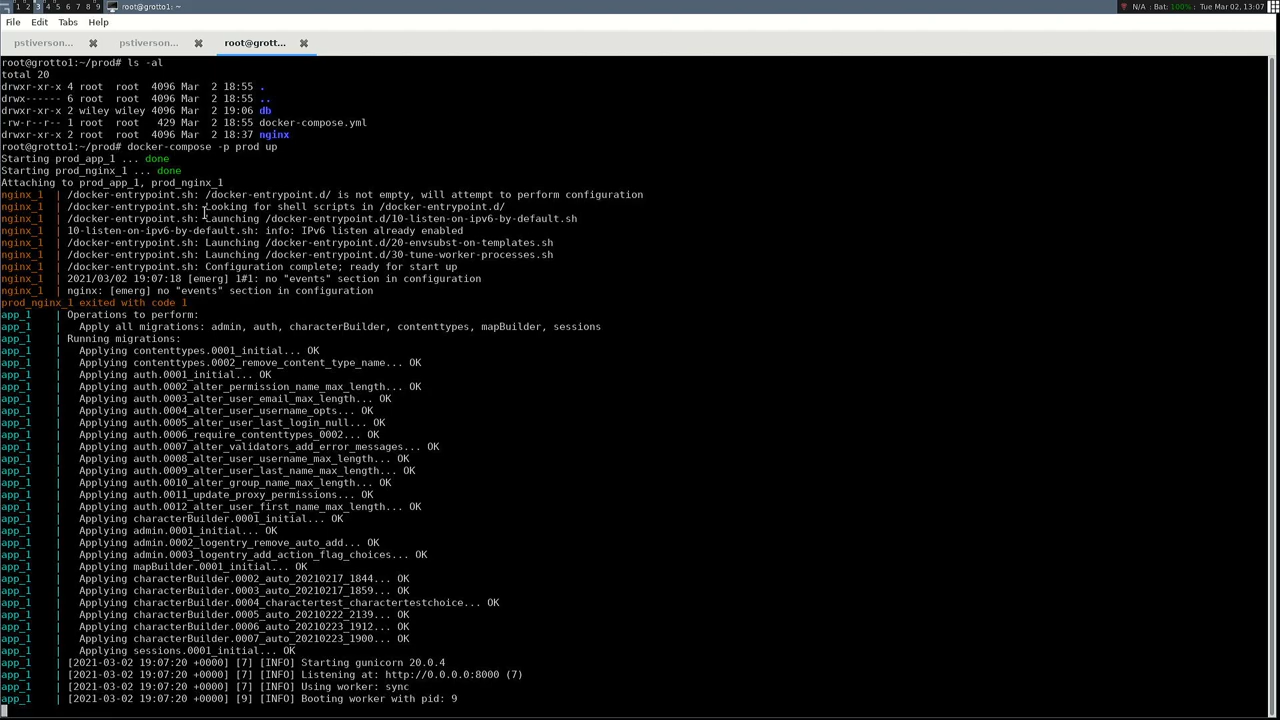 1 2 3 4 5 6 7 8 9 root@grotto1: ~ N/A : Bat: 100% : Tue Mar 02, 13:07
File Edit Tabs Help
pstiverson... pstiverson... root@grott...
root@grotto1:~/prod# ls -al
total 20
drwxr-xr-x 4 root  root  4096 Mar  2 18:55 .
drwx------ 6 root  root  4096 Mar  2 18:55 ..
drwxr-xr-x 2 wiley wiley 4096 Mar  2 19:06 db
-rw-r--r-- 1 root  root   429 Mar  2 18:55 docker-compose.yml
drwxr-xr-x 2 root  root  4096 Mar  2 18:37 nginx
root@grotto1:~/prod# docker-compose -p prod up
Starting prod_app_1 ... done
Starting prod_nginx_1 ... done
Attaching to prod_app_1, prod_nginx_1
nginx_1  | /docker-entrypoint.sh: /docker-entrypoint.d/ is not empty, will attempt to perform configuration
nginx_1  | /docker-entrypoint.sh: Looking for shell scripts in /docker-entrypoint.d/
nginx_1  | /docker-entrypoint.sh: Launching /docker-entrypoint.d/10-listen-on-ipv6-by-default.sh
nginx_1  | 10-listen-on-ipv6-by-default.sh: info: IPv6 listen already enabled
nginx_1  | /docker-entrypoint.sh: Launching /docker-entrypoint.d/20-envsubst-on-templates.sh
nginx_1  | /docker-entrypoint.sh: Launching /docker-entrypoint.d/30-tune-worker-processes.sh
nginx_1  | /docker-entrypoint.sh: Configuration complete; ready for start up
nginx_1  | 2021/03/02 19:07:18 [emerg] 1#1: no "events" section in configuration
nginx_1  | nginx: [emerg] no "events" section in configuration
prod_nginx_1 exited with code 1
app_1    | Operations to perform:
app_1    |   Apply all migrations: admin, auth, characterBuilder, contenttypes, mapBuilder, sessions
app_1    | Running migrations:
app_1    |   Applying contenttypes.0001_initial... OK
app_1    |   Applying contenttypes.0002_remove_content_type_name... OK
app_1    |   Applying auth.0001_initial... OK
app_1    |   Applying auth.0002_alter_permission_name_max_length... OK
app_1    |   Applying auth.0003_alter_user_email_max_length... OK
app_1    |   Applying auth.0004_alter_user_username_opts... OK
app_1    |   Applying auth.0005_alter_user_last_login_null... OK
app_1    |   Applying auth.0006_require_contenttypes_0002... OK
app_1    |   Applying auth.0007_alter_validators_add_error_messages... OK
app_1    |   Applying auth.0008_alter_user_username_max_length... OK
app_1    |   Applying auth.0009_alter_user_last_name_max_length... OK
app_1    |   Applying auth.0010_alter_group_name_max_length... OK
app_1    |   Applying auth.0011_update_proxy_permissions... OK
app_1    |   Applying auth.0012_alter_user_first_name_max_length... OK
app_1    |   Applying characterBuilder.0001_initial... OK
app_1    |   Applying admin.0001_initial... OK
app_1    |   Applying admin.0002_logentry_remove_auto_add... OK
app_1    |   Applying admin.0003_logentry_add_action_flag_choices... OK
app_1    |   Applying mapBuilder.0001_initial... OK
app_1    |   Applying characterBuilder.0002_auto_20210217_1844... OK
app_1    |   Applying characterBuilder.0003_auto_20210217_1859... OK
app_1    |   Applying characterBuilder.0004_charactertest_charactertestchoice... OK
app_1    |   Applying characterBuilder.0005_auto_20210222_2139... OK
app_1    |   Applying characterBuilder.0006_auto_20210223_1912... OK
app_1    |   Applying characterBuilder.0007_auto_20210223_1900... OK
app_1    |   Applying sessions.0001_initial... OK
app_1    | [2021-03-02 19:07:20 +0000] [7] [INFO] Starting gunicorn 20.0.4
app_1    | [2021-03-02 19:07:20 +0000] [7] [INFO] Listening at: http://0.0.0.0:8000 (7)
app_1    | [2021-03-02 19:07:20 +0000] [7] [INFO] Using worker: sync
app_1    | [2021-03-02 19:07:20 +0000] [9] [INFO] Booting worker with pid: 9